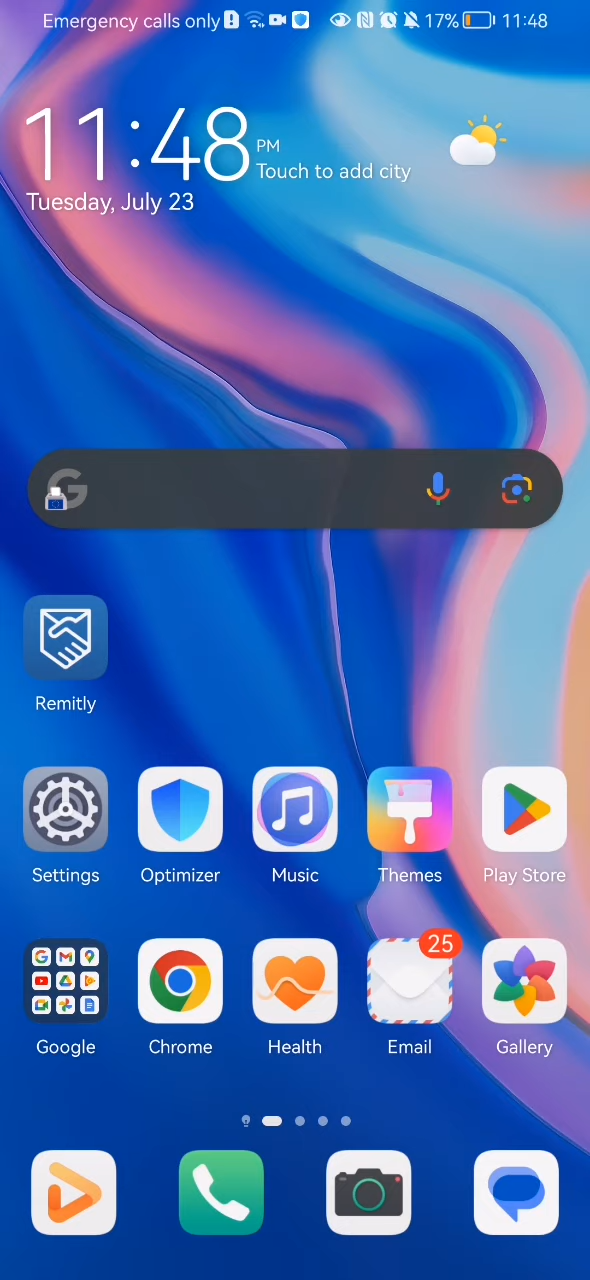 Emergency calls only 17% 11:48
11:48 PM
Touch to add city
Tuesday, July 23
Remitly
Settings Optimizer Music Themes Play Store
25
Google Chrome Health Email Gallery